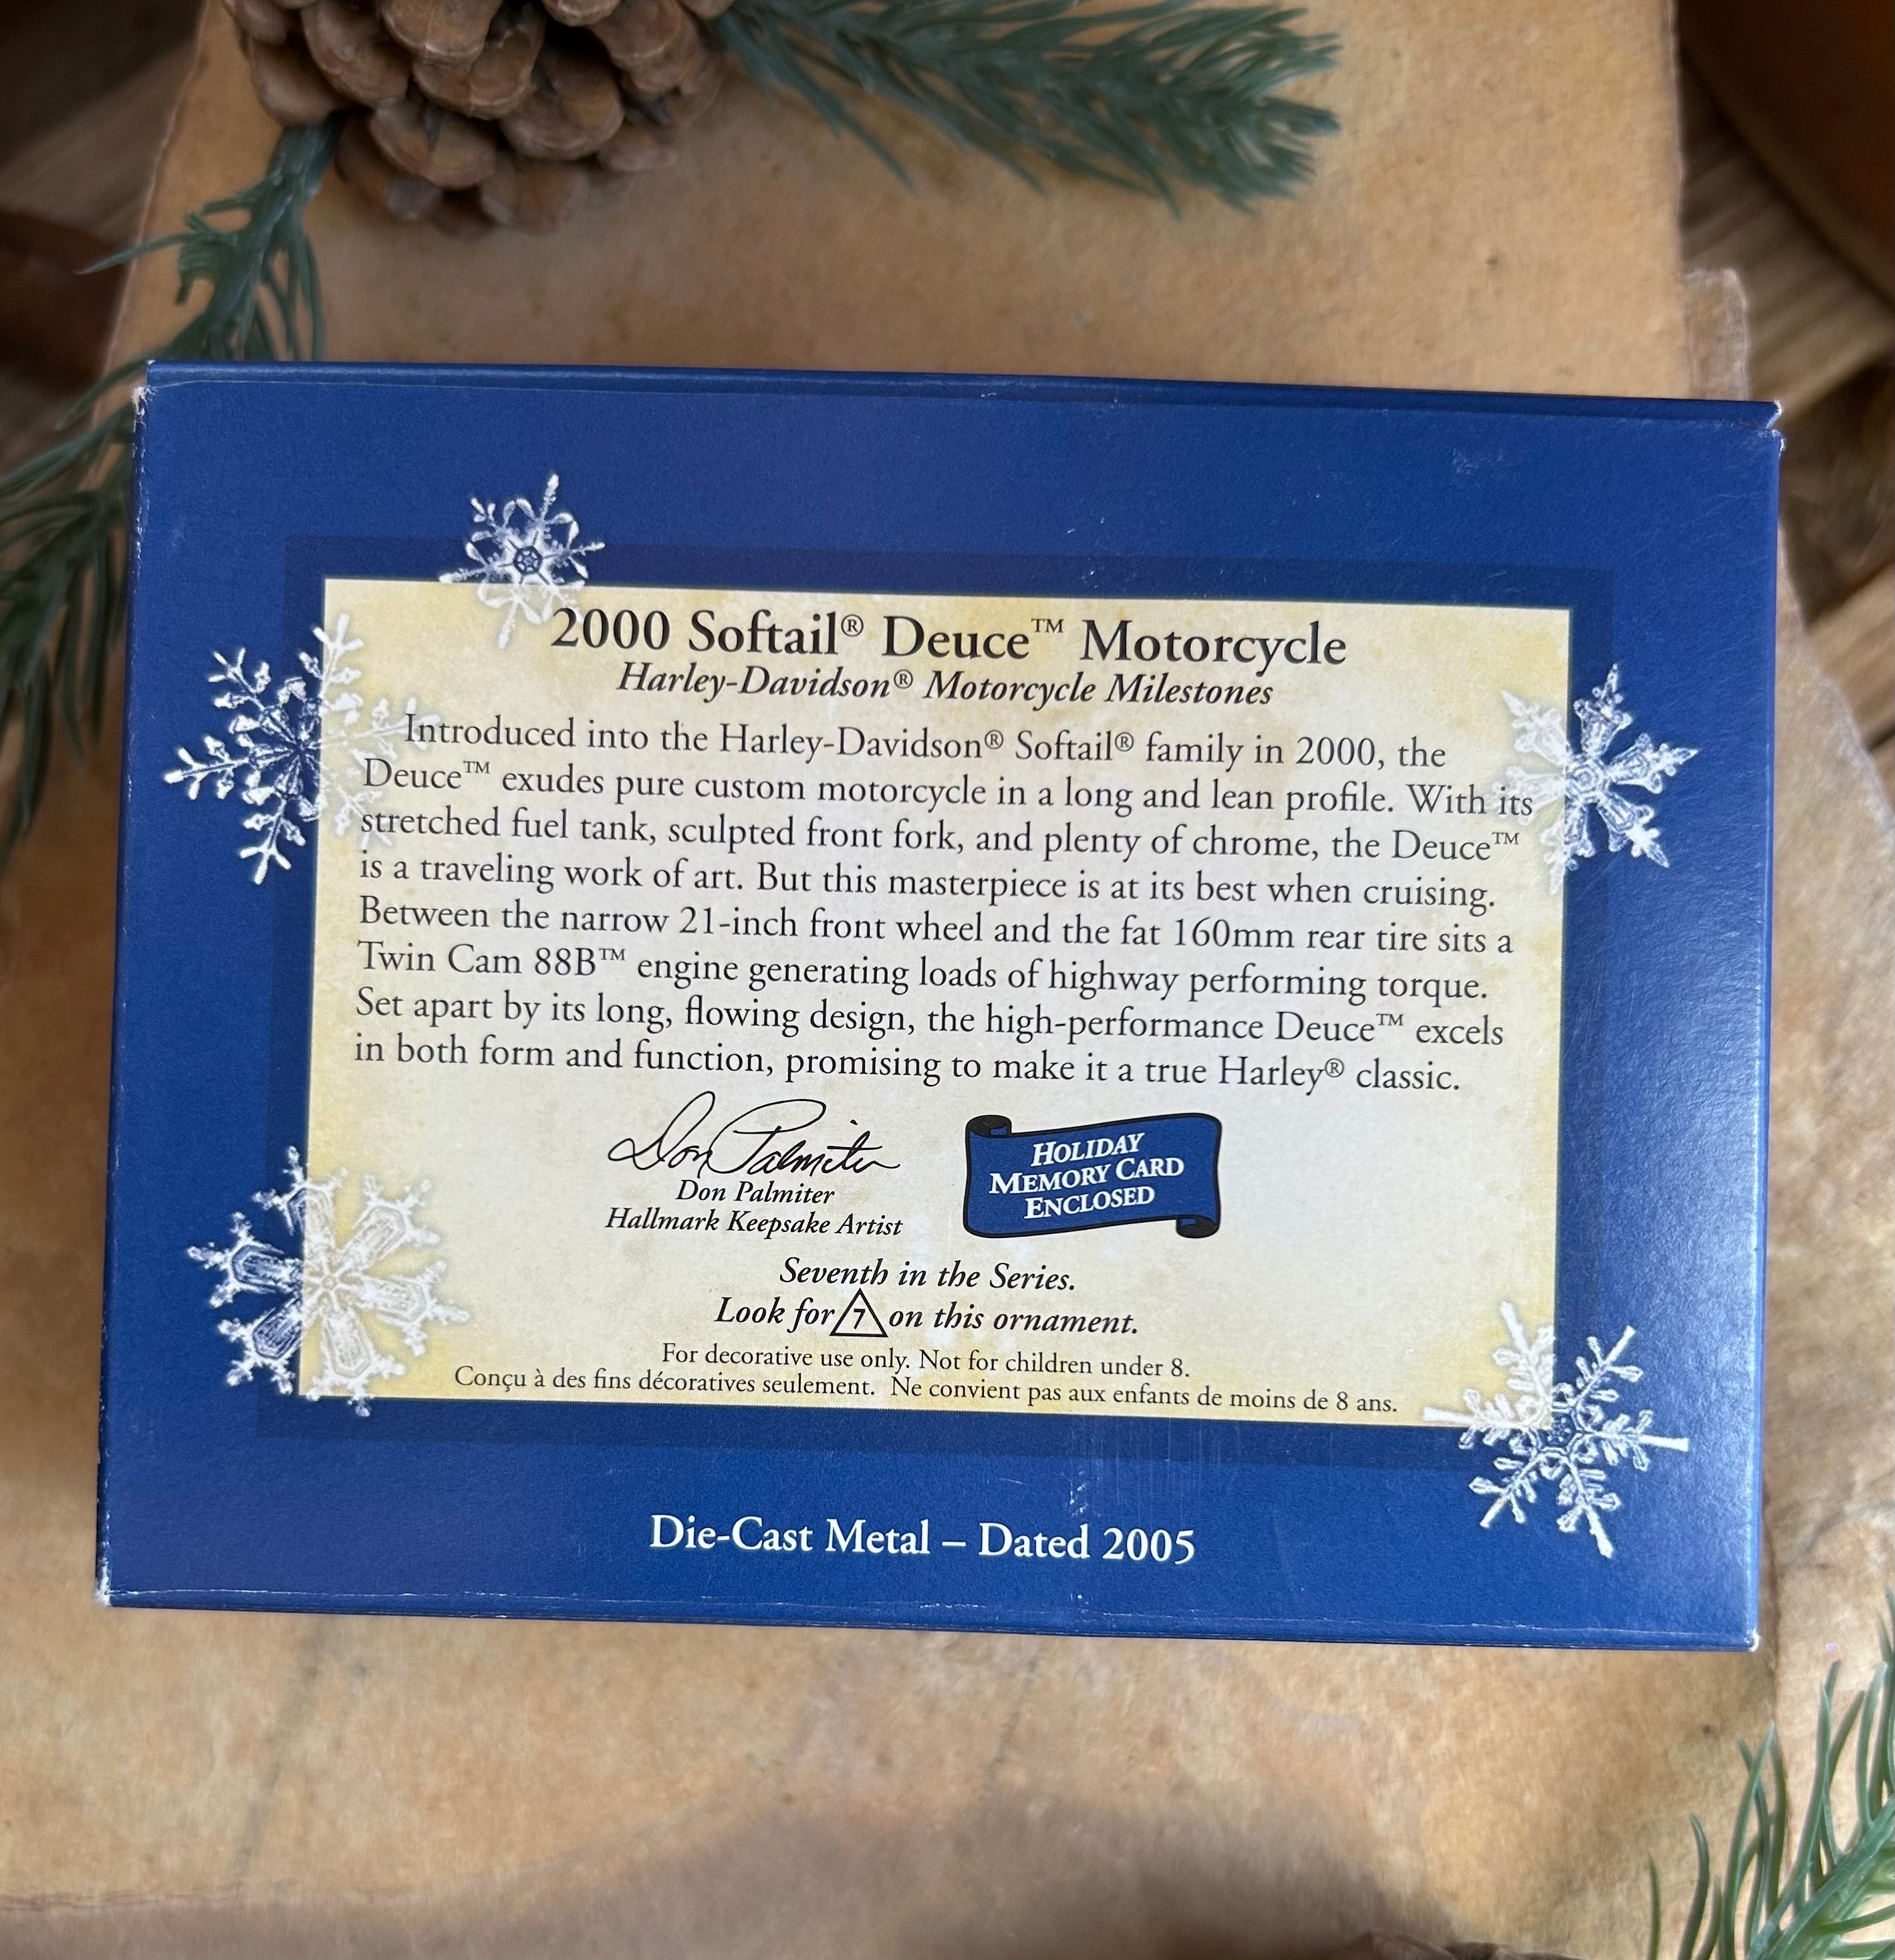 2000 Softail® Deuce™ Motorcycle
Harley-Davidson® Motorcycle Milestones
Introduced into the Harley-Davidson® Softail® family in 2000, the
Deuce™ exudes pure custom motorcycle in a long and lean profile. With its
stretched fuel tank, sculpted front fork, and plenty of chrome, the Deuce™
is a traveling work of art. But this masterpiece is at its best when cruising.
Between the narrow 21-inch front wheel and the fat 160mm rear tire sits a
Twin Cam 88B™ engine generating loads of highway performing torque.
Set apart by its long, flowing design, the high-performance Deuce™ excels
in both form and function, promising to make it a true Harley® classic.
Don Palmiter
Don Palmiter
Hallmark Keepsake Artist
HOLIDAY
MEMORY CARD
ENCLOSED
Seventh in the Series.
Look for 7 on this ornament.
For decorative use only. Not for children under 8.
Conçu à des fins décoratives seulement. Ne convient pas aux enfants de moins de 8 ans.
Die-Cast Metal – Dated 2005